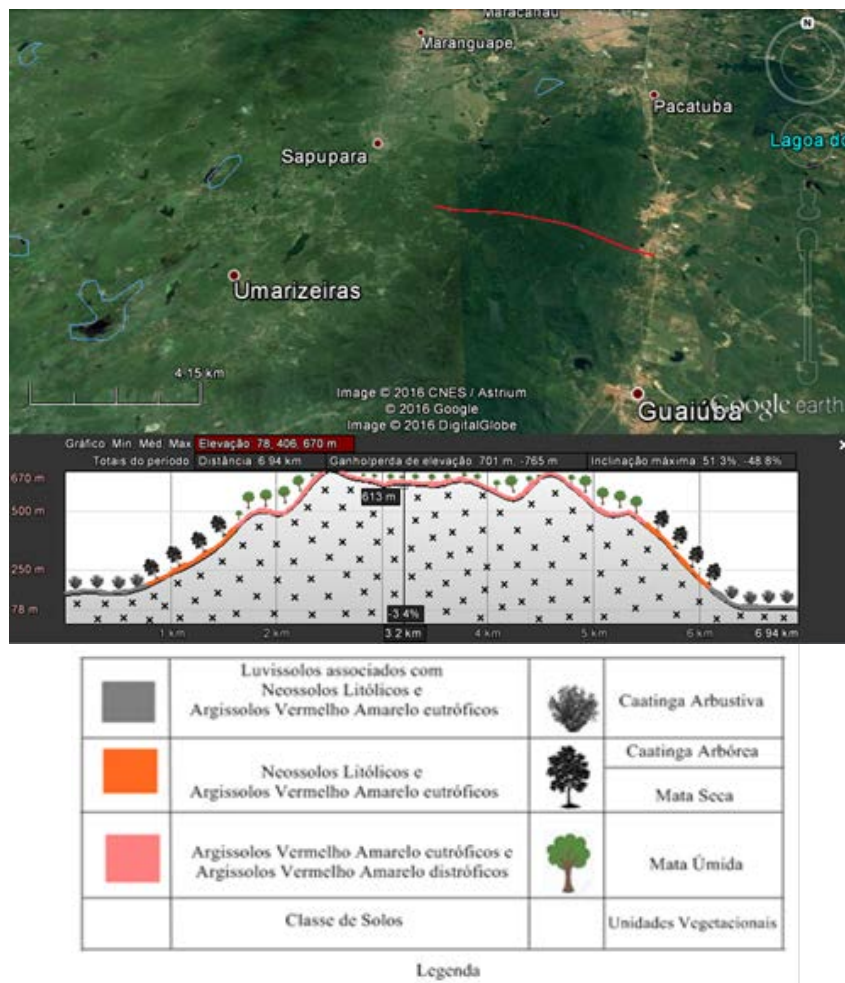 Maracanaú
N
Maranguape
Pacatuba
Lagoa do
Sapupara
Umarizeiras
4.15 km
Image © 2016 CNES / Astrium
© 2016 Google
Image © 2016 DigitalGlobe
Guaiúba
Google earth
Gráfico Min, Méd, Max Elevação 78, 406, 670 m
Totais do período Distância 6.94 km Ganho/perda de elevação 701 m, -765 m Inclinação máxima 51.3%, -48.8%
670 m
613 m
500 m
250 m
78 m
-3.4%
1 km 2 km 3.2 km 4 km 5 km 6 km 6.94 km
Luvissolos associados com
Neossolos Litólicos e
Argissolos Vermelho Amarelo eutróficos
Caatinga Arbustiva
Neossolos Litólicos e
Argissolos Vermelho Amarelo eutróficos
Caatinga Arbórea
Mata Seca
Argissolos Vermelho Amarelo eutróficos e
Argissolos Vermelho Amarelo distróficos
Mata Úmida
Classe de Solos
Unidades Vegetacionais
Legenda